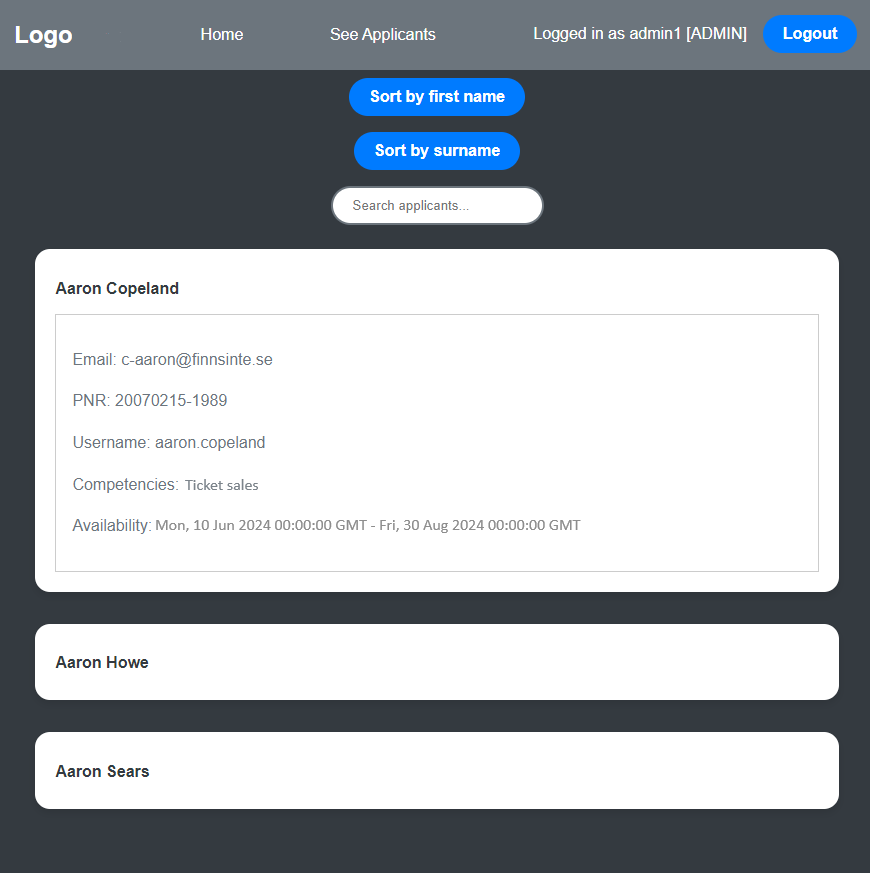 Logo Home See Applicants Logged in as admin1 [ADMIN] Logout
Sort by first name
Sort by surname
Search applicants...
Aaron Copeland
Email: c-aaron@finnsinte.se
PNR: 20070215-1989
Username: aaron.copeland
Competencies: Ticket sales
Availability: Mon, 10 Jun 2024 00:00:00 GMT - Fri, 30 Aug 2024 00:00:00 GMT
Aaron Howe
Aaron Sears